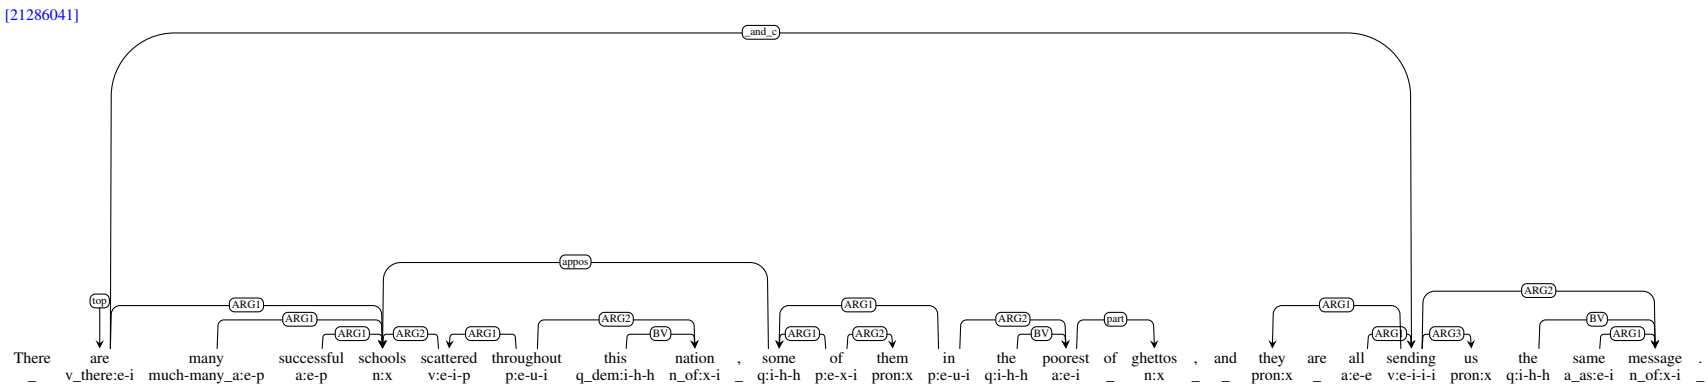 [21286041]
_and_c
appos
top
ARG2
ARG1 ARG1 ARG1
ARG1 ARG2 ARG2 part BV
ARG1 ARG2 ARG1 BV ARG1 ARG2 BV ARG1 ARG3 ARG1
There are many successful schools scattered throughout this nation , some of them in the poorest of ghettos , and they are all sending us the same message .
_ v_there:e-i much-many_a:e-p a:e-p n:x v:e-i-p p:e-u-i q_dem:i-h-h n_of:x-i _ q:i-h-h p:e-x-i pron:x p:e-u-i q:i-h-h a:e-i _ n:x _ _ pron:x _ a:e-e v:e-i-i-i pron:x q:i-h-h a_as:e-i n_of:x-i _